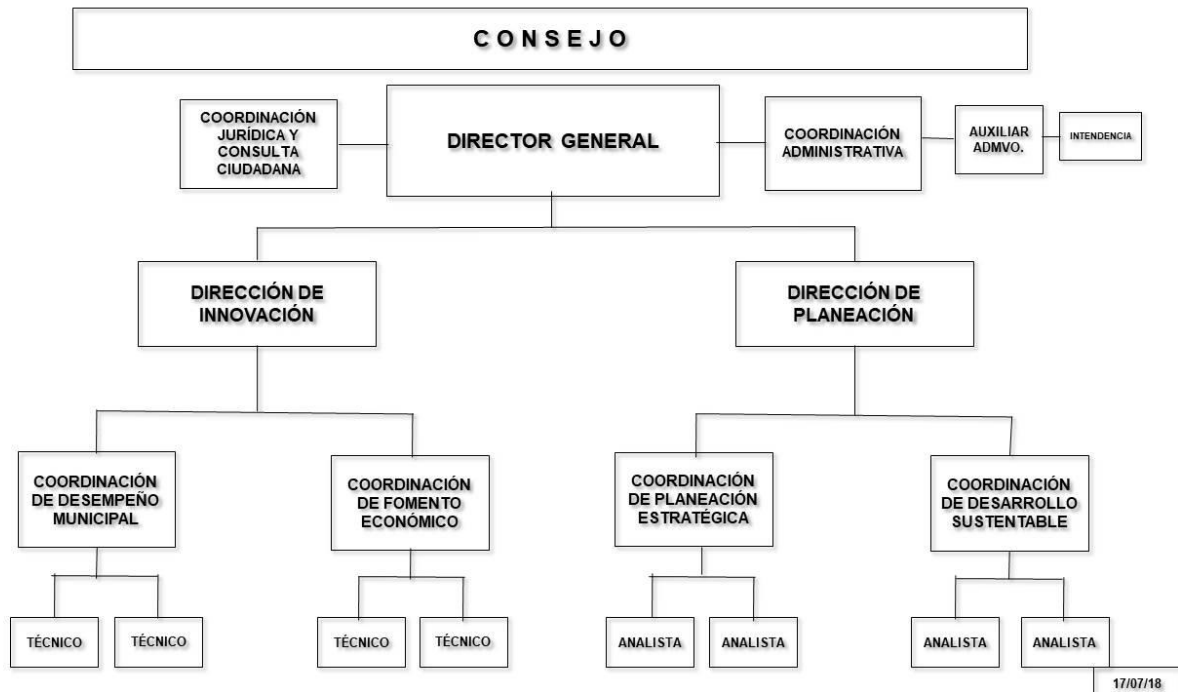 C O N S E J O
COORDINACIÓN
JURÍDICA Y
CONSULTA
CIUDADANA
DIRECTOR GENERAL
COORDINACIÓN
ADMINISTRATIVA
AUXILIAR
ADMVO.
INTENDENCIA
DIRECCIÓN DE
INNOVACIÓN
DIRECCIÓN DE
PLANEACIÓN
COORDINACIÓN
DE DESEMPEÑO
MUNICIPAL
COORDINACIÓN
DE FOMENTO
ECONÓMICO
COORDINACIÓN
DE PLANEACIÓN
ESTRATÉGICA
COORDINACIÓN
DE DESARROLLO
SUSTENTABLE
TÉCNICO
TÉCNICO
TÉCNICO
TÉCNICO
ANALISTA
ANALISTA
ANALISTA
ANALISTA
17/07/18